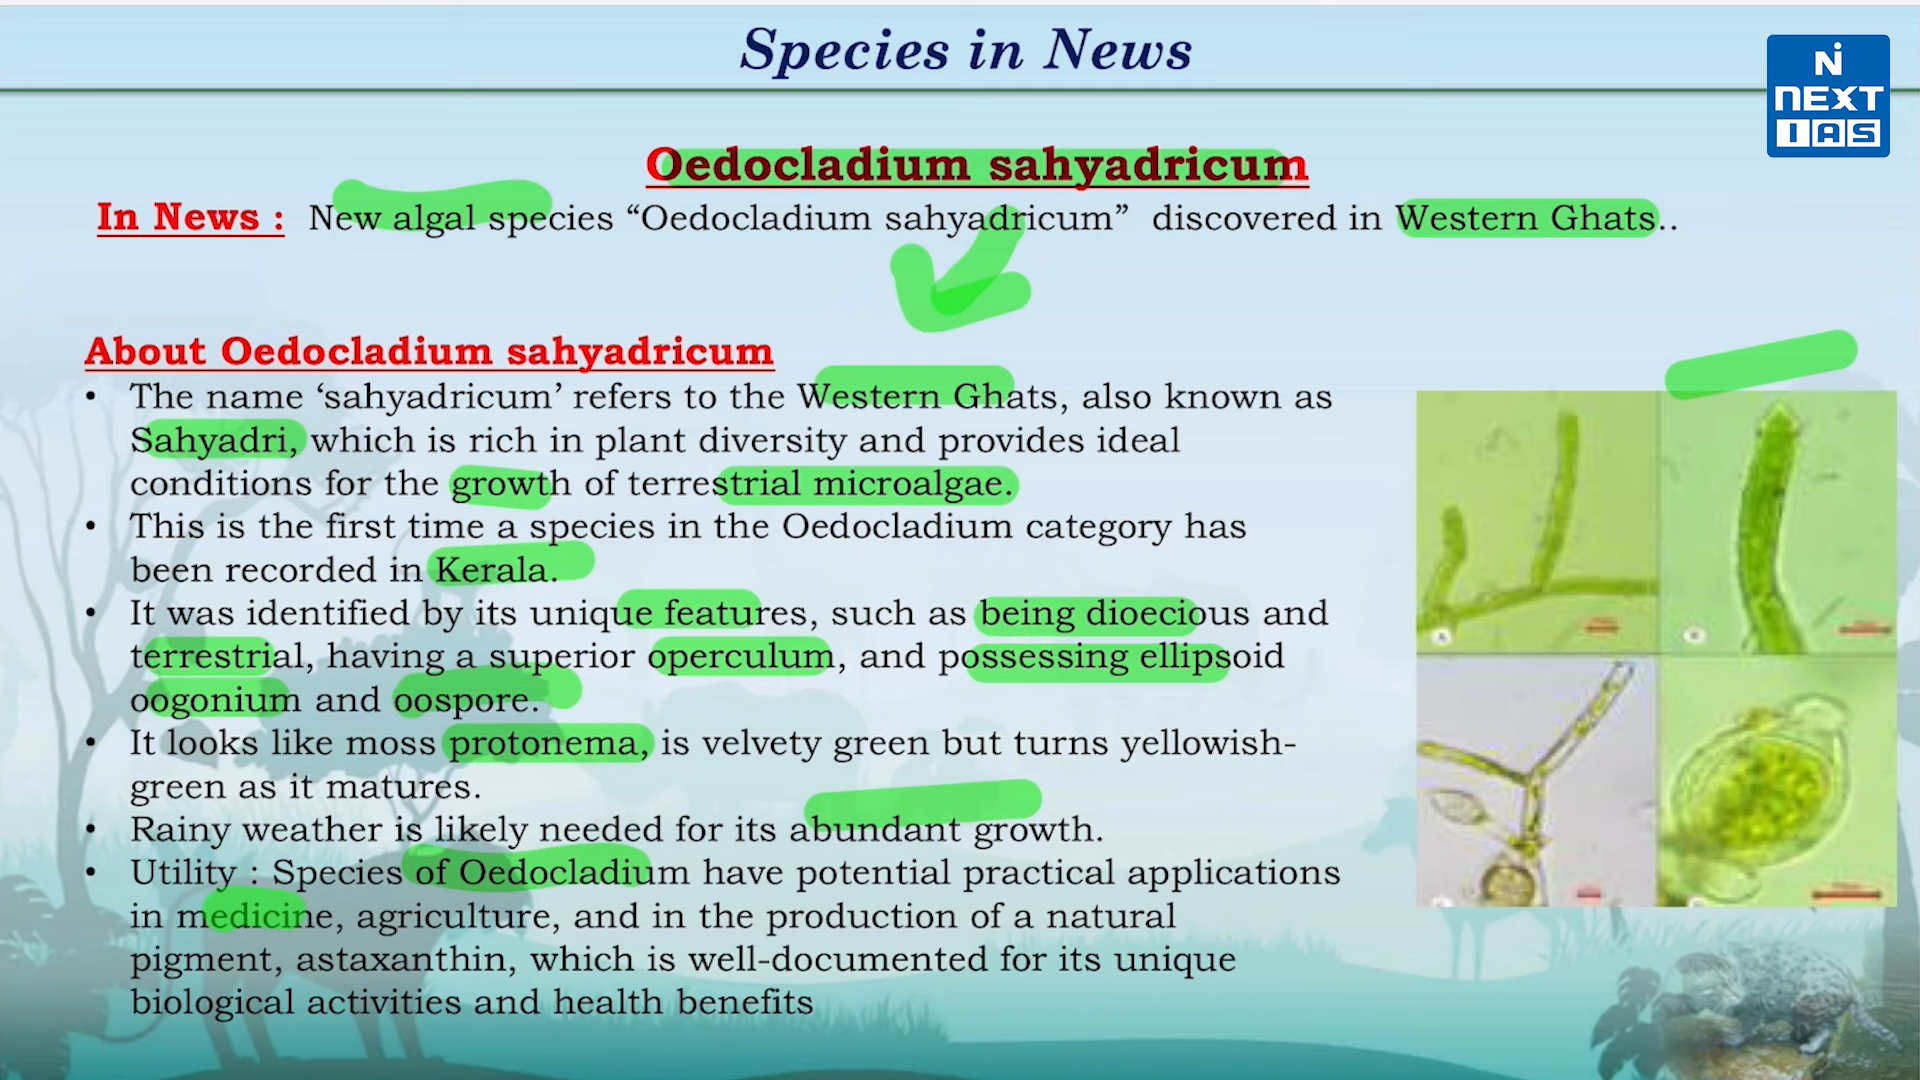 Species in News
N
NEXT
IAS
Oedocladium sahyadricum
In News : New algal species “Oedocladium sahyadricum” discovered in Western Ghats..
About Oedocladium sahyadricum
• The name ‘sahyadricum’ refers to the Western Ghats, also known as
Sahyadri, which is rich in plant diversity and provides ideal
conditions for the growth of terrestrial microalgae.
• This is the first time a species in the Oedocladium category has
been recorded in Kerala.
• It was identified by its unique features, such as being dioecious and
terrestrial, having a superior operculum, and possessing ellipsoid
oogonium and oospore.
• It looks like moss protonema, is velvety green but turns yellowish-
green as it matures.
• Rainy weather is likely needed for its abundant growth.
• Utility : Species of Oedocladium have potential practical applications
in medicine, agriculture, and in the production of a natural
pigment, astaxanthin, which is well-documented for its unique
biological activities and health benefits